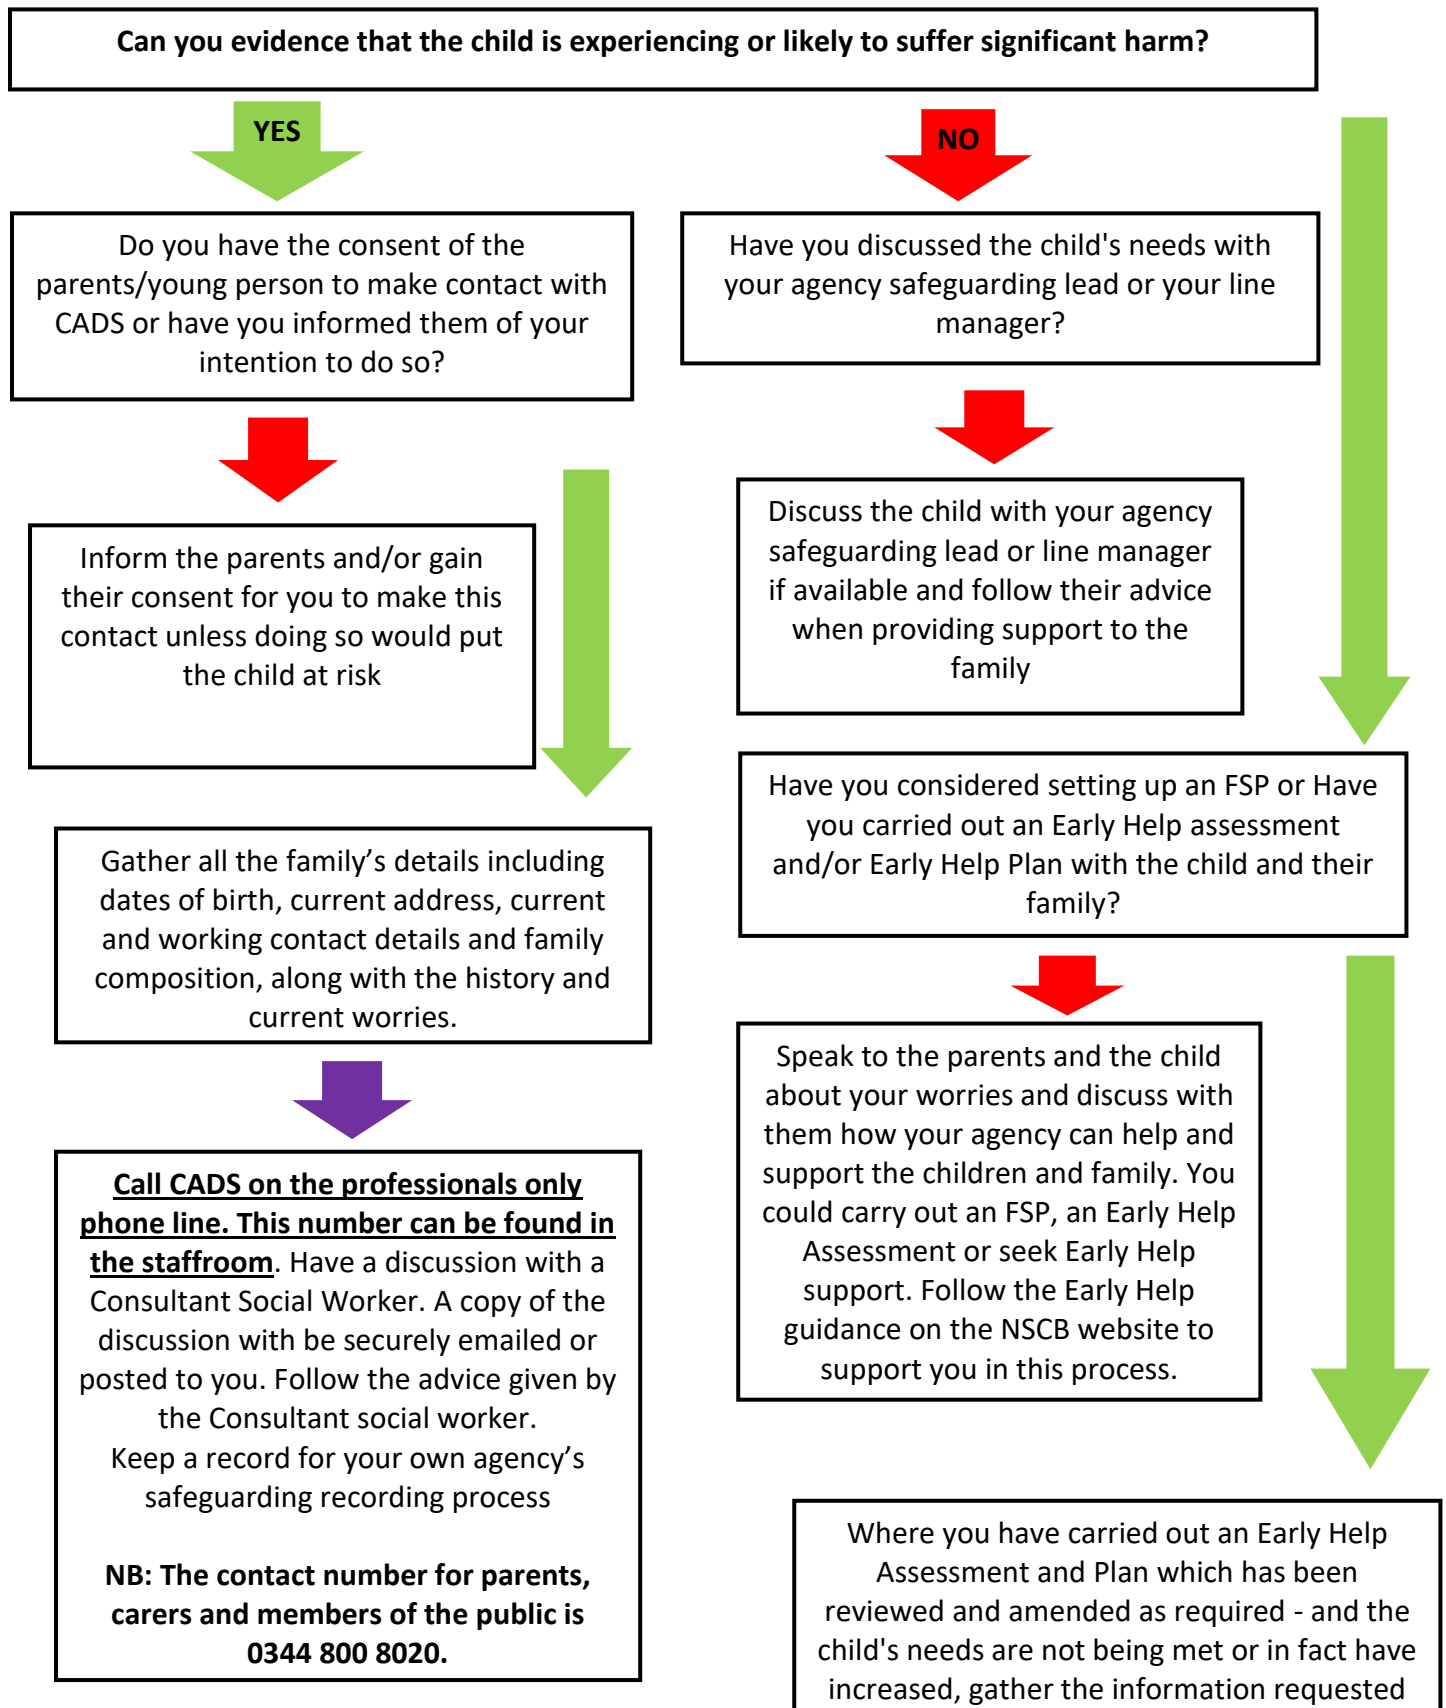 Can you evidence that the child is experiencing or likely to suffer significant harm?
YES
NO
Do you have the consent of the
parents/young person to make contact with
CADS or have you informed them of your
intention to do so?
Have you discussed the child's needs with
your agency safeguarding lead or your line
manager?
Inform the parents and/or gain
their consent for you to make this
contact unless doing so would put
the child at risk
Discuss the child with your agency
safeguarding lead or line manager
if available and follow their advice
when providing support to the
family
Gather all the family’s details including
dates of birth, current address, current
and working contact details and family
composition, along with the history and
current worries.
Have you considered setting up an FSP or Have
you carried out an Early Help assessment
and/or Early Help Plan with the child and their
family?
Call CADS on the professionals only
phone line. This number can be found in
the staffroom. Have a discussion with a
Consultant Social Worker. A copy of the
discussion with be securely emailed or
posted to you. Follow the advice given by
the Consultant social worker.
Keep a record for your own agency’s
safeguarding recording process
NB: The contact number for parents,
carers and members of the public is
0344 800 8020.
Speak to the parents and the child
about your worries and discuss with
them how your agency can help and
support the children and family. You
could carry out an FSP, an Early Help
Assessment or seek Early Help
support. Follow the Early Help
guidance on the NSCB website to
support you in this process.
Where you have carried out an Early Help
Assessment and Plan which has been
reviewed and amended as required - and the
child's needs are not being met or in fact have
increased, gather the information requested